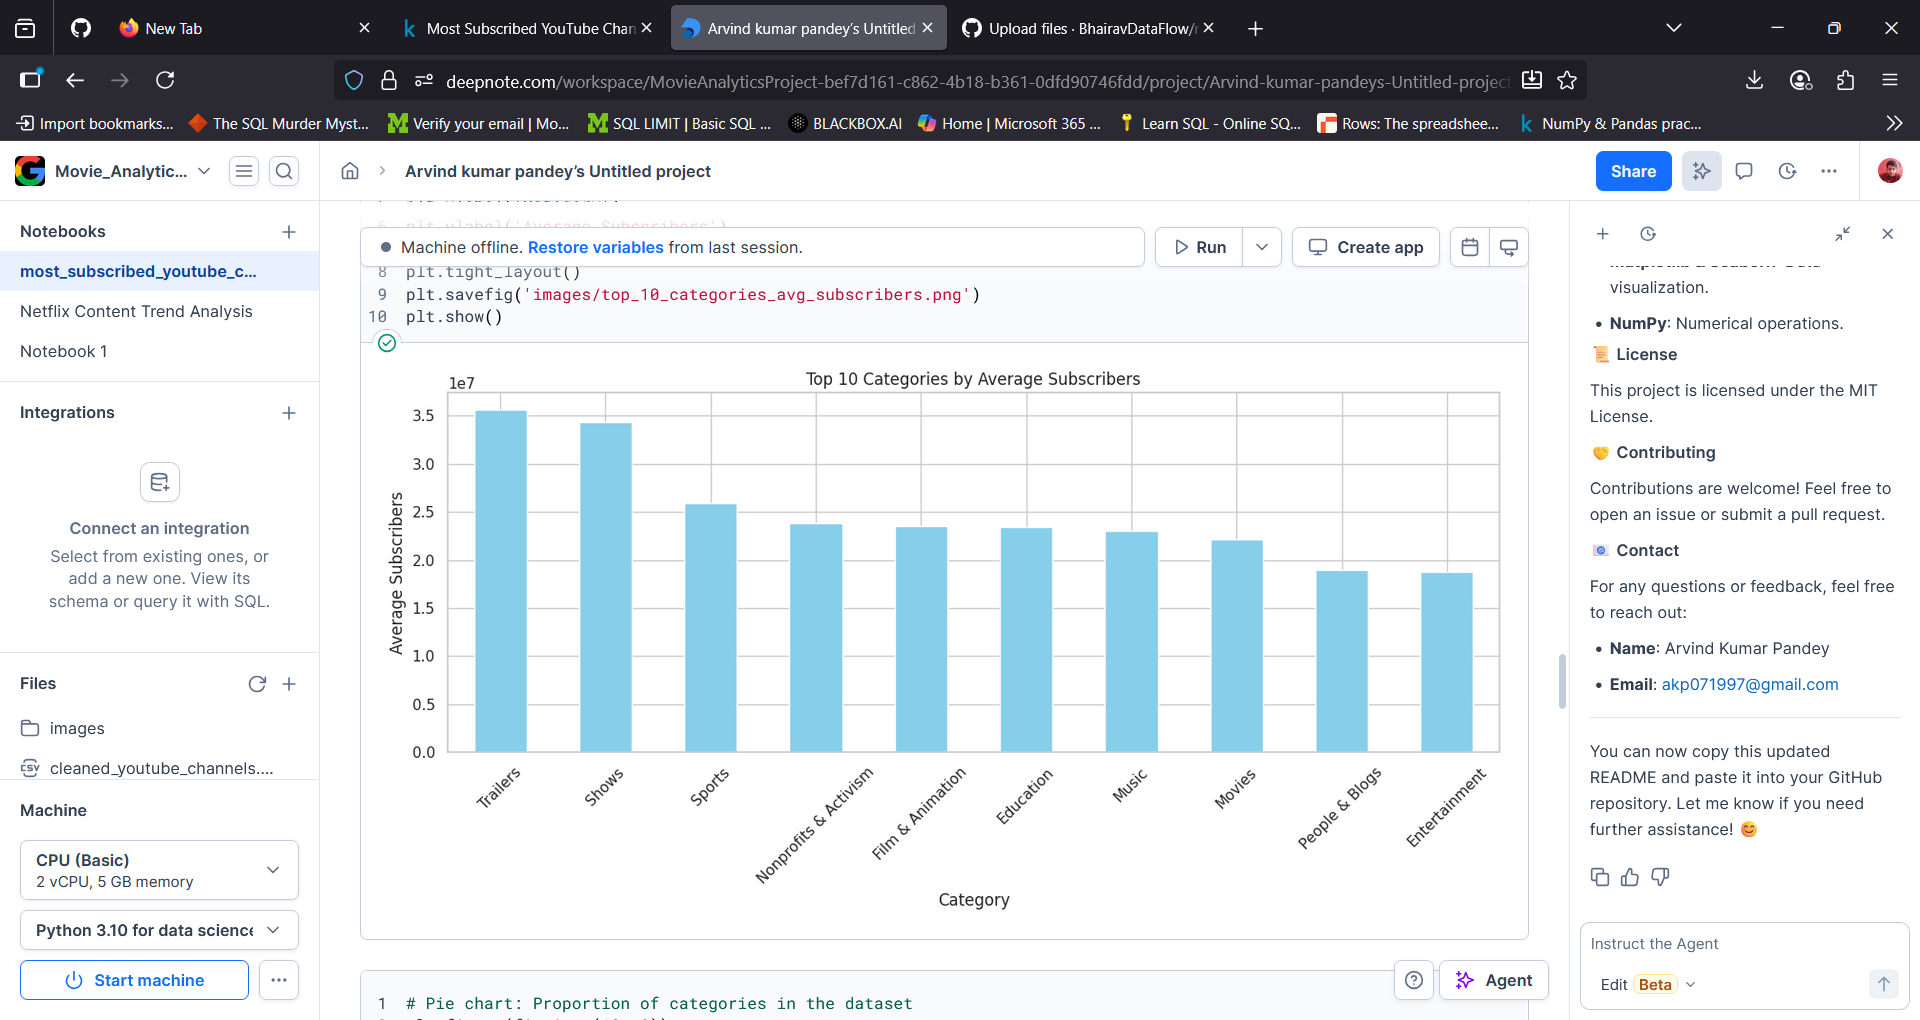 New Tab
Most Subscribed YouTube Chan
Arvind kumar pandey's Untitled
Upload files · BhairavDataFlow/
deepnote.com/workspace/MovieAnalyticsProject-bef7d161-c862-4b18-b361-0dfd90746fdd/project/Arvind-kumar-pandeys-Untitled-project
Import bookmarks...
The SQL Murder Myst...
Verify your email | Mo...
SQL LIMIT | Basic SQL ...
BLACKBOX.AI
Home | Microsoft 365 ...
Learn SQL - Online SQ...
Rows: The spreadshee...
NumPy & Pandas prac...
Movie_Analytic...
Arvind kumar pandey's Untitled project
Share
Notebooks
most_subscribed_youtube_c...
Netflix Content Trend Analysis
Notebook 1
Integrations
Connect an integration
Select from existing ones, or
add a new one. View its
schema or query it with SQL.
Files
images
cleaned_youtube_channels....
Machine
CPU (Basic)
2 vCPU, 5 GB memory
Python 3.10 for data science
Start machine
6 plt.ylabel('Average Subscribers')
Machine offline. Restore variables from last session.
Run
Create app
8 plt.tight_layout()
9 plt.savefig('images/top_10_categories_avg_subscribers.png')
10 plt.show()
Top 10 Categories by Average Subscribers
1e7
3.5
3.0
2.5
2.0
1.5
1.0
0.5
0.0
Average Subscribers
Trailers
Shows
Sports
Nonprofits & Activism
Film & Animation
Education
Music
Movies
People & Blogs
Entertainment
Category
1 # Pie chart: Proportion of categories in the dataset
Agent
visualization.
• NumPy: Numerical operations.
📜 License
This project is licensed under the MIT
License.
🤝 Contributing
Contributions are welcome! Feel free to
open an issue or submit a pull request.
📧 Contact
For any questions or feedback, feel free
to reach out:
• Name: Arvind Kumar Pandey
• Email: akp071997@gmail.com
You can now copy this updated
README and paste it into your GitHub
repository. Let me know if you need
further assistance! 😊
Instruct the Agent
Edit Beta